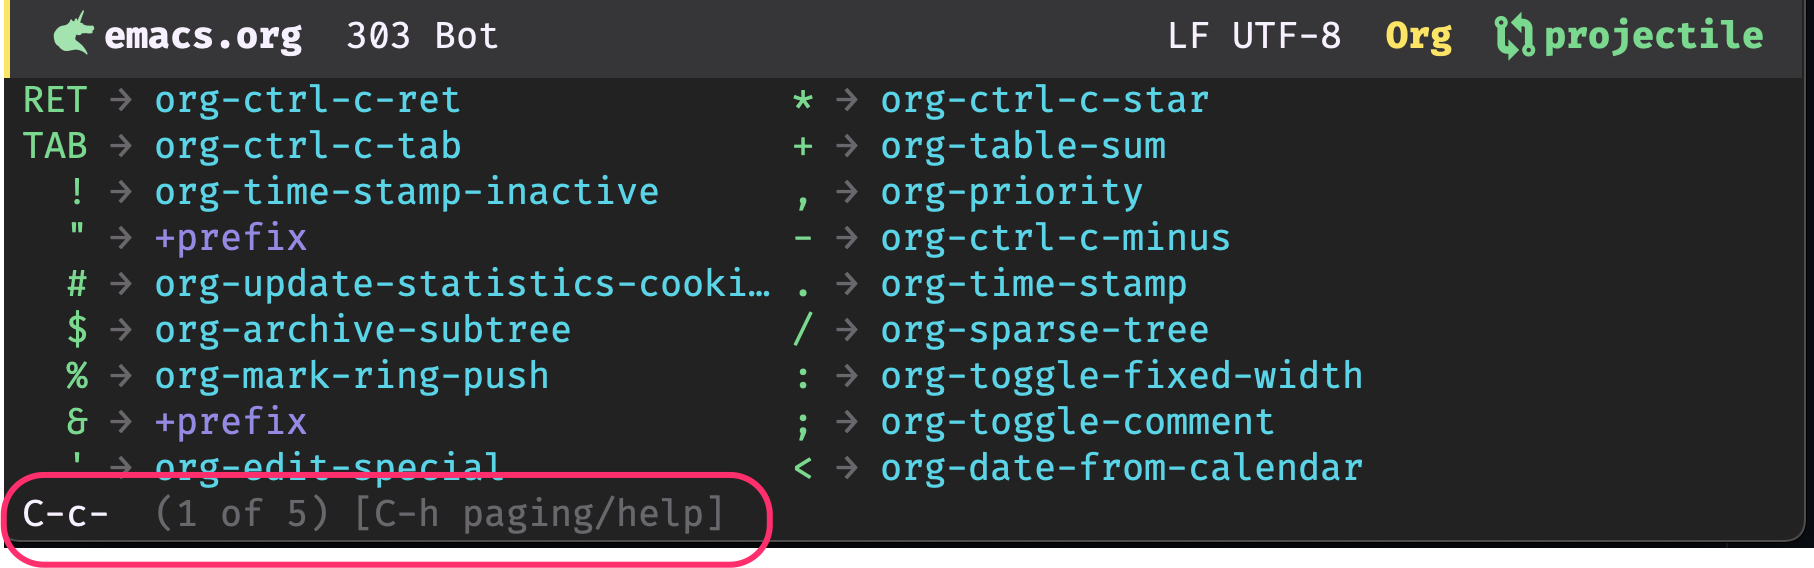 emacs.org 303 Bot LF UTF-8 Org projectile
RET → org-ctrl-c-ret * → org-ctrl-c-star
TAB → org-ctrl-c-tab + → org-table-sum
! → org-time-stamp-inactive , → org-priority
" → +prefix - → org-ctrl-c-minus
# → org-update-statistics-cooki… . → org-time-stamp
$ → org-archive-subtree / → org-sparse-tree
% → org-mark-ring-push : → org-toggle-fixed-width
& → +prefix ; → org-toggle-comment
' → org-edit-special < → org-date-from-calendar
C-c- (1 of 5) [C-h paging/help]